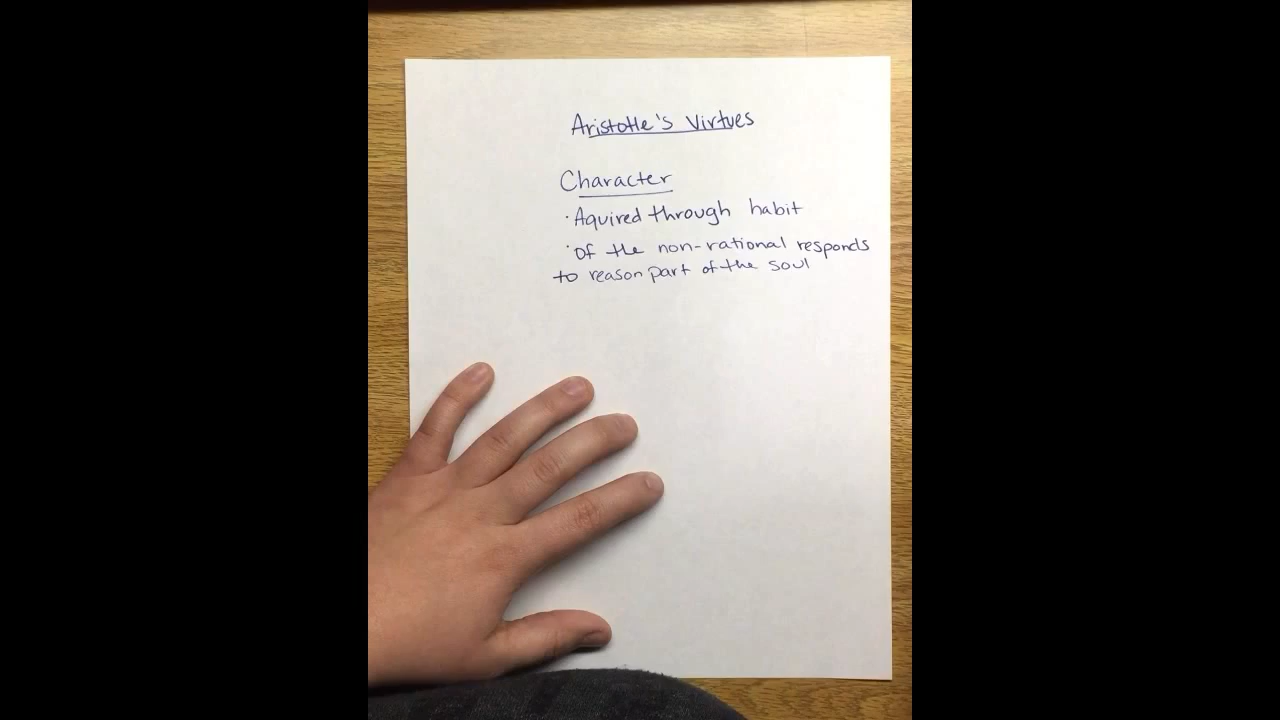 Aristotle's Virtues
Character
· Aquired through habit
· of the non-rational responds
to reason part of the soul